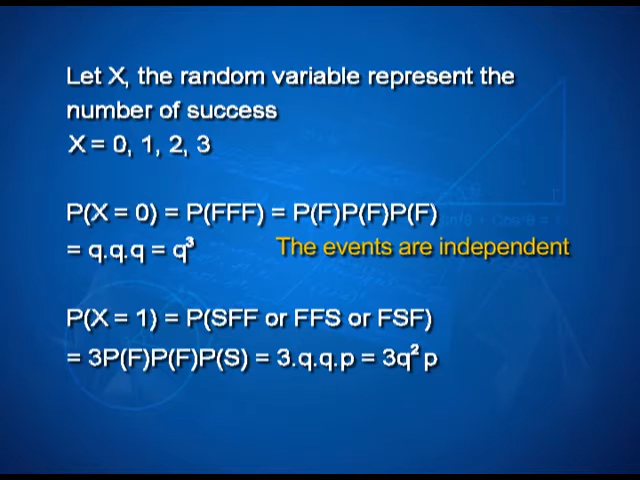 Let X, the random variable represent the
number of success
X = 0, 1, 2, 3
P(X = 0) = P(FFF) = P(F)P(F)P(F)
= q.q.q = q³ The events are independent
P(X = 1) = P(SFF or FFS or FSF)
= 3P(F)P(F)P(S) = 3.q.q.p = 3q² p